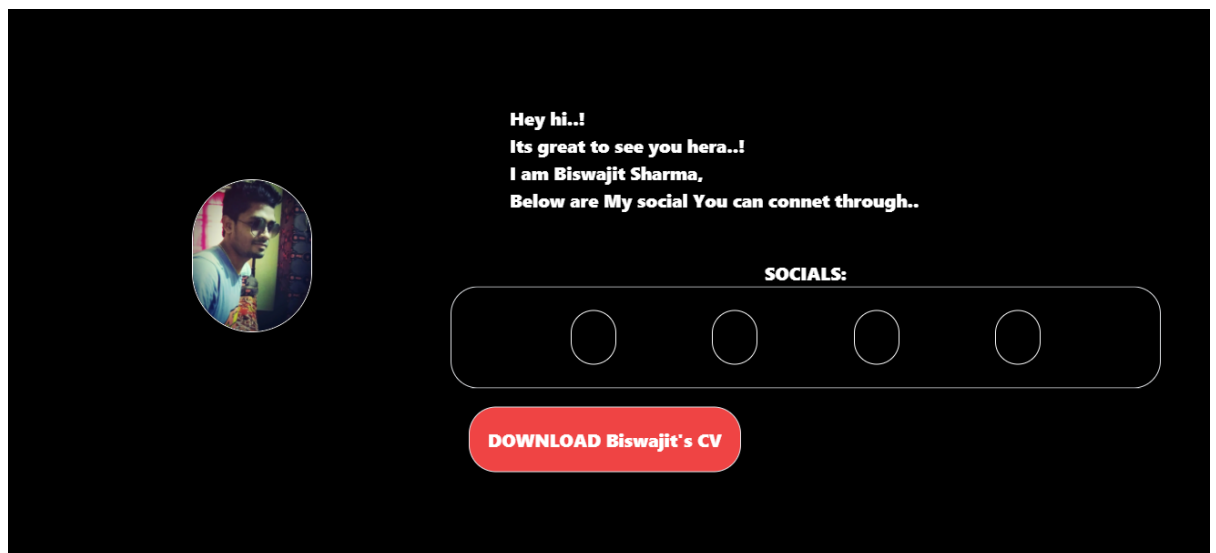 Hey hi..!
Its great to see you hera..!
I am Biswajit Sharma,
Below are My social You can connet through..
SOCIALS:
DOWNLOAD Biswajit's CV